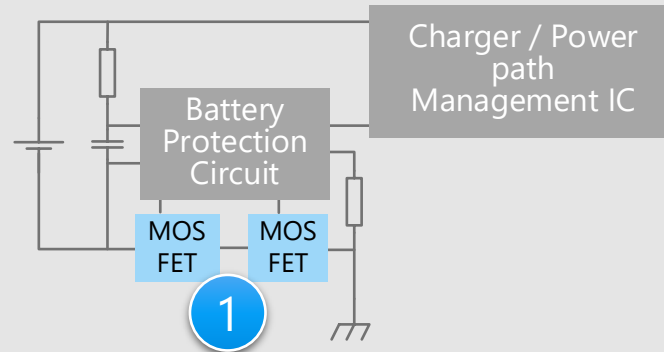 Charger / Power
path
Management IC
Battery
Protection
Circuit
MOS
FET
MOS
FET
1